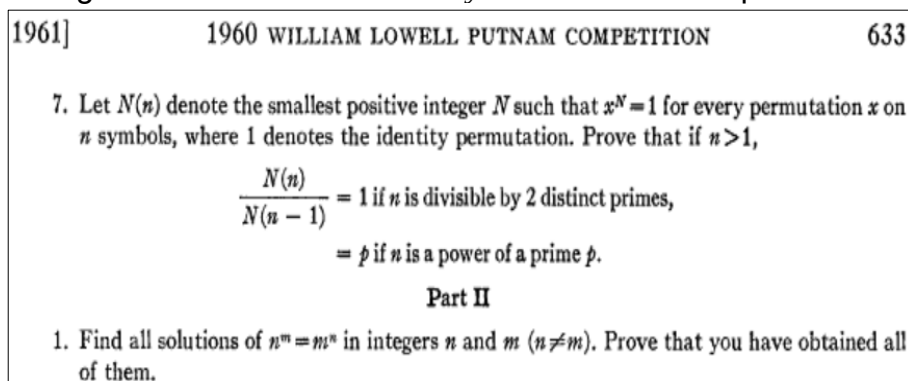 1961] 1960 WILLIAM LOWELL PUTNAM COMPETITION 633
7. Let N(n) denote the smallest positive integer N such that x^N=1 for every permutation x on
n symbols, where 1 denotes the identity permutation. Prove that if n>1,
N(n)/N(n − 1) = 1 if n is divisible by 2 distinct primes,
= p if n is a power of a prime p.
Part II
1. Find all solutions of n^m=m^n in integers n and m (n≠m). Prove that you have obtained all
of them.